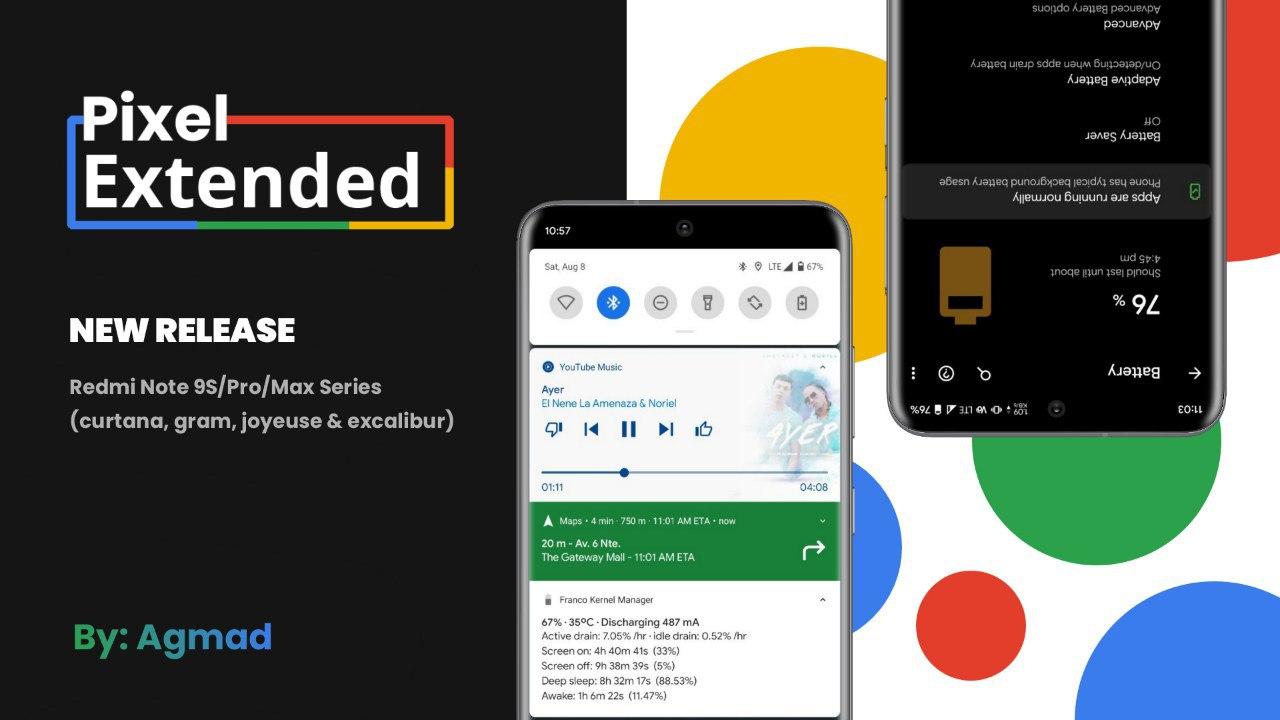 Pixel
Extended
NEW RELEASE
Redmi Note 9S/Pro/Max Series
(curtana, gram, joyeuse & excalibur)
By: Agmad
10:57
Sat, Aug 8
LTE 67%
YouTube Music
Ayer
El Nene La Amenaza & Noriel
AYER
01:11
04:08
Maps • 4 min · 750 m · 11:01 AM ETA • now
20 m - Av. 6 Nte.
The Gateway Mall - 11:01 AM ETA
Franco Kernel Manager
67% · 35ºC · Discharging 487 mA
Active drain: 7.05% /hr · idle drain: 0.52% /hr
Screen on: 4h 40m 41s (33%)
Screen off: 9h 38m 39s (5%)
Deep sleep: 8h 32m 17s (88.53%)
Awake: 1h 6m 22s (11.47%)
11:03
1.09 KB/s LTE 76%
Battery
76 %
Should last until about
4:45 pm
Apps are running normally
Phone has typical background battery usage
Battery Saver
Off
Adaptive Battery
On/detecting when apps drain battery
Advanced
Advanced Battery options